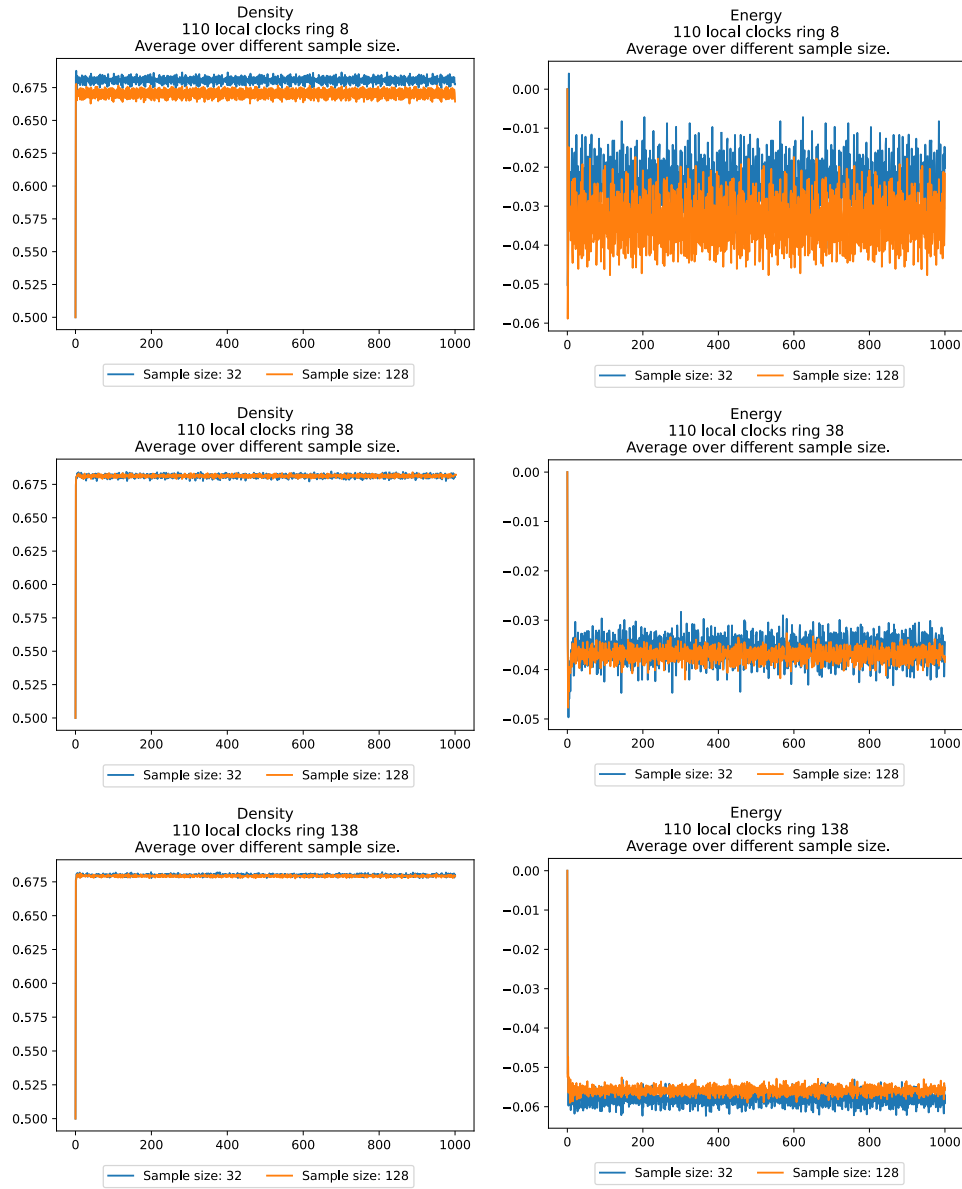 Density
110 local clocks ring 8
Average over different sample size.
0.675
0.650
0.625
0.600
0.575
0.550
0.525
0.500
0 200 400 600 800 1000
Sample size: 32 Sample size: 128
Energy
110 local clocks ring 8
Average over different sample size.
0.00
−0.01
−0.02
−0.03
−0.04
−0.05
−0.06
0 200 400 600 800 1000
Sample size: 32 Sample size: 128
Density
110 local clocks ring 38
Average over different sample size.
0.675
0.650
0.625
0.600
0.575
0.550
0.525
0.500
0 200 400 600 800 1000
Sample size: 32 Sample size: 128
Energy
110 local clocks ring 38
Average over different sample size.
0.00
−0.01
−0.02
−0.03
−0.04
−0.05
0 200 400 600 800 1000
Sample size: 32 Sample size: 128
Density
110 local clocks ring 138
Average over different sample size.
0.675
0.650
0.625
0.600
0.575
0.550
0.525
0.500
0 200 400 600 800 1000
Sample size: 32 Sample size: 128
Energy
110 local clocks ring 138
Average over different sample size.
0.00
−0.01
−0.02
−0.03
−0.04
−0.05
−0.06
0 200 400 600 800 1000
Sample size: 32 Sample size: 128